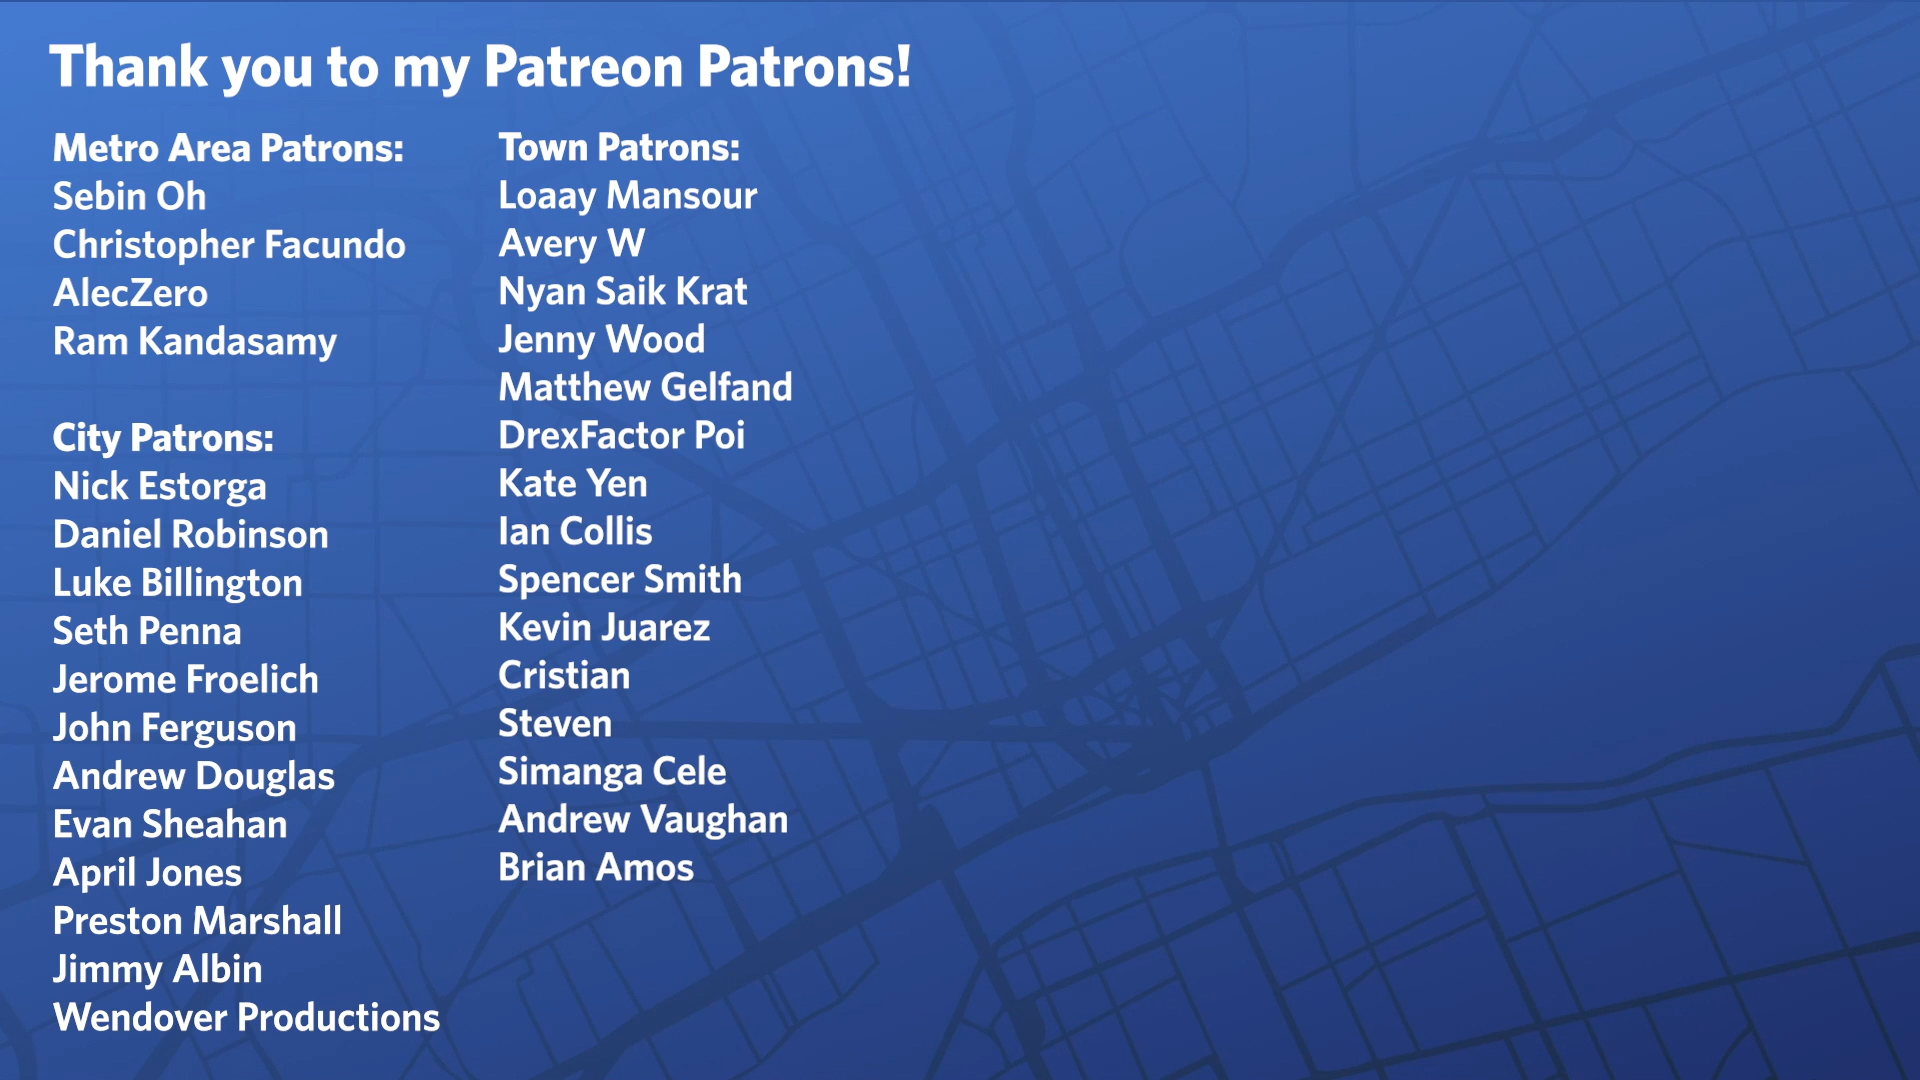 Thank you to my Patreon Patrons!
Metro Area Patrons:
Sebin Oh
Christopher Facundo
AlecZero
Ram Kandasamy
City Patrons:
Nick Estorga
Daniel Robinson
Luke Billington
Seth Penna
Jerome Froelich
John Ferguson
Andrew Douglas
Evan Sheahan
April Jones
Preston Marshall
Jimmy Albin
Wendover Productions
Town Patrons:
Loaay Mansour
Avery W
Nyan Saik Krat
Jenny Wood
Matthew Gelfand
DrexFactor Poi
Kate Yen
Ian Collis
Spencer Smith
Kevin Juarez
Cristian
Steven
Simanga Cele
Andrew Vaughan
Brian Amos